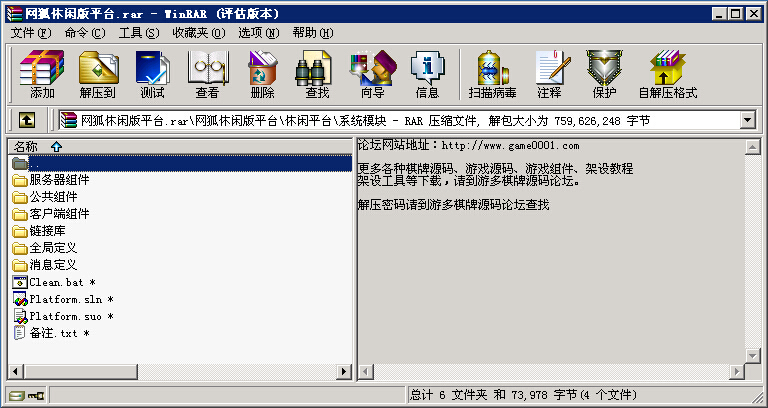 网狐休闲版平台.rar - WinRAR (评估版本)
文件(F) 命令(C) 工具(S) 收藏夹(O) 选项(N) 帮助(H)
添加 解压到 测试 查看 删除 查找 向导 信息 扫描病毒 注释 保护 自解压格式
网狐休闲版平台.rar\网狐休闲版平台\休闲平台\系统模块 - RAR 压缩文件, 解包大小为 759,626,248 字节
名称
..
服务器组件
公共组件
客户端组件
链接库
全局定义
消息定义
Clean.bat *
Platform.sln *
Platform.suo *
备注.txt *
论坛网站地址：http://www.game0001.com
更多各种棋牌源码、游戏源码、游戏组件、架设教程
架设工具等下载，请到游多棋牌源码论坛。
解压密码请到游多棋牌源码论坛查找
总计 6 文件夹 和 73,978 字节(4 个文件)